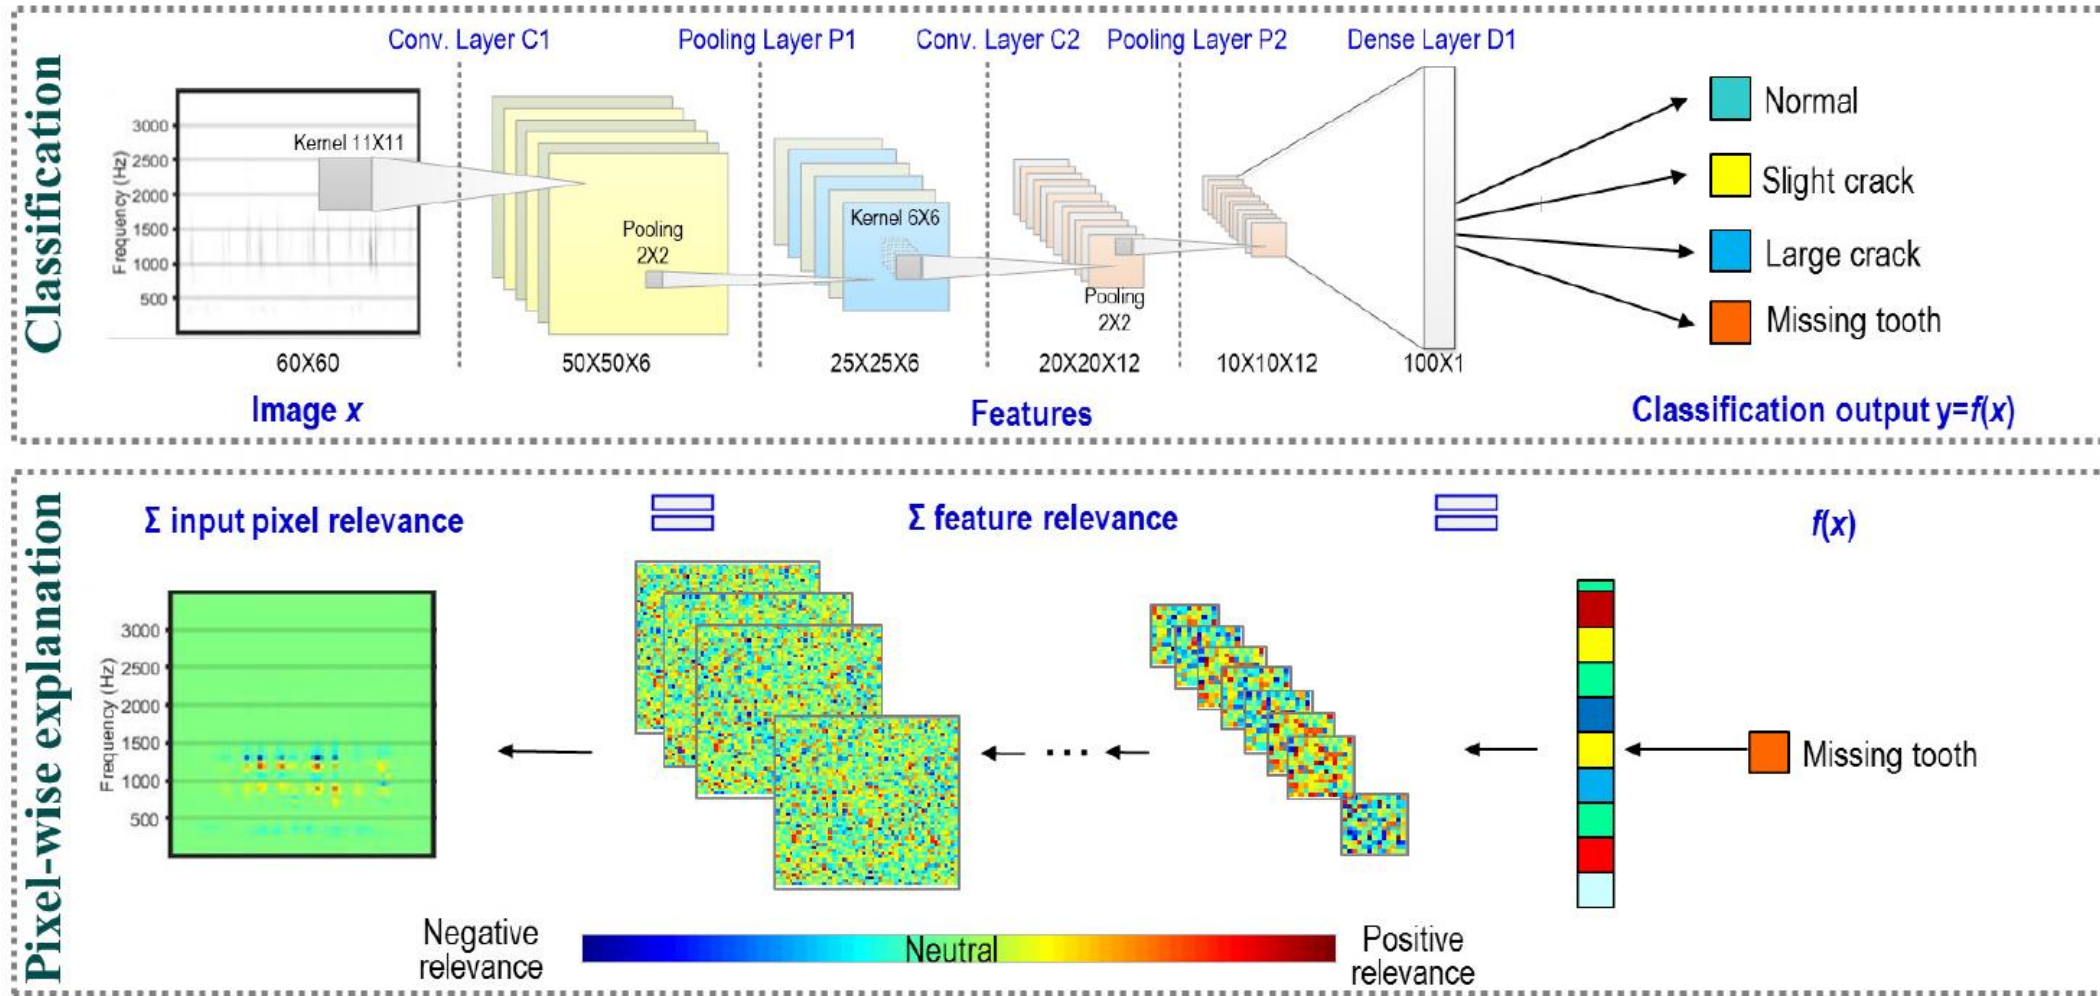 Classification
Conv. Layer C1
Pooling Layer P1
Conv. Layer C2
Pooling Layer P2
Dense Layer D1
Frequency (Hz)
3000
2500
2000
1500
1000
500
Kernel 11X11
Pooling
2X2
Kernel 6X6
Pooling
2X2
Normal
Slight crack
Large crack
Missing tooth
60X60
50X50X6
25X25X6
20X20X12
10X10X12
100X1
Image x
Features
Classification output y=f(x)
Pixel-wise explanation
Σ input pixel relevance
Σ feature relevance
f(x)
Frequency (Hz)
3000
2500
2000
1500
1000
500
...
Missing tooth
Negative
relevance
Neutral
Positive
relevance